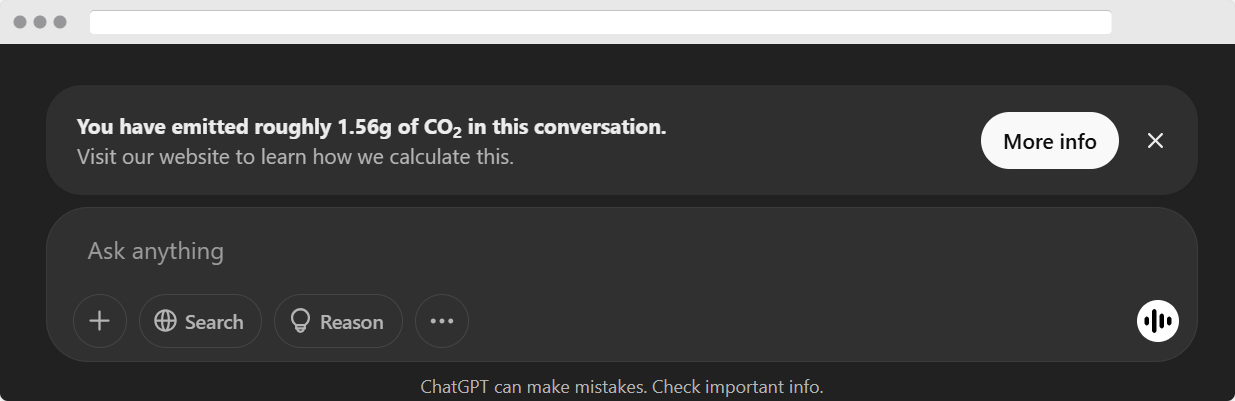 You have emitted roughly 1.56g of CO₂ in this conversation.
Visit our website to learn how we calculate this.
More info
Ask anything
Search
Reason
ChatGPT can make mistakes. Check important info.